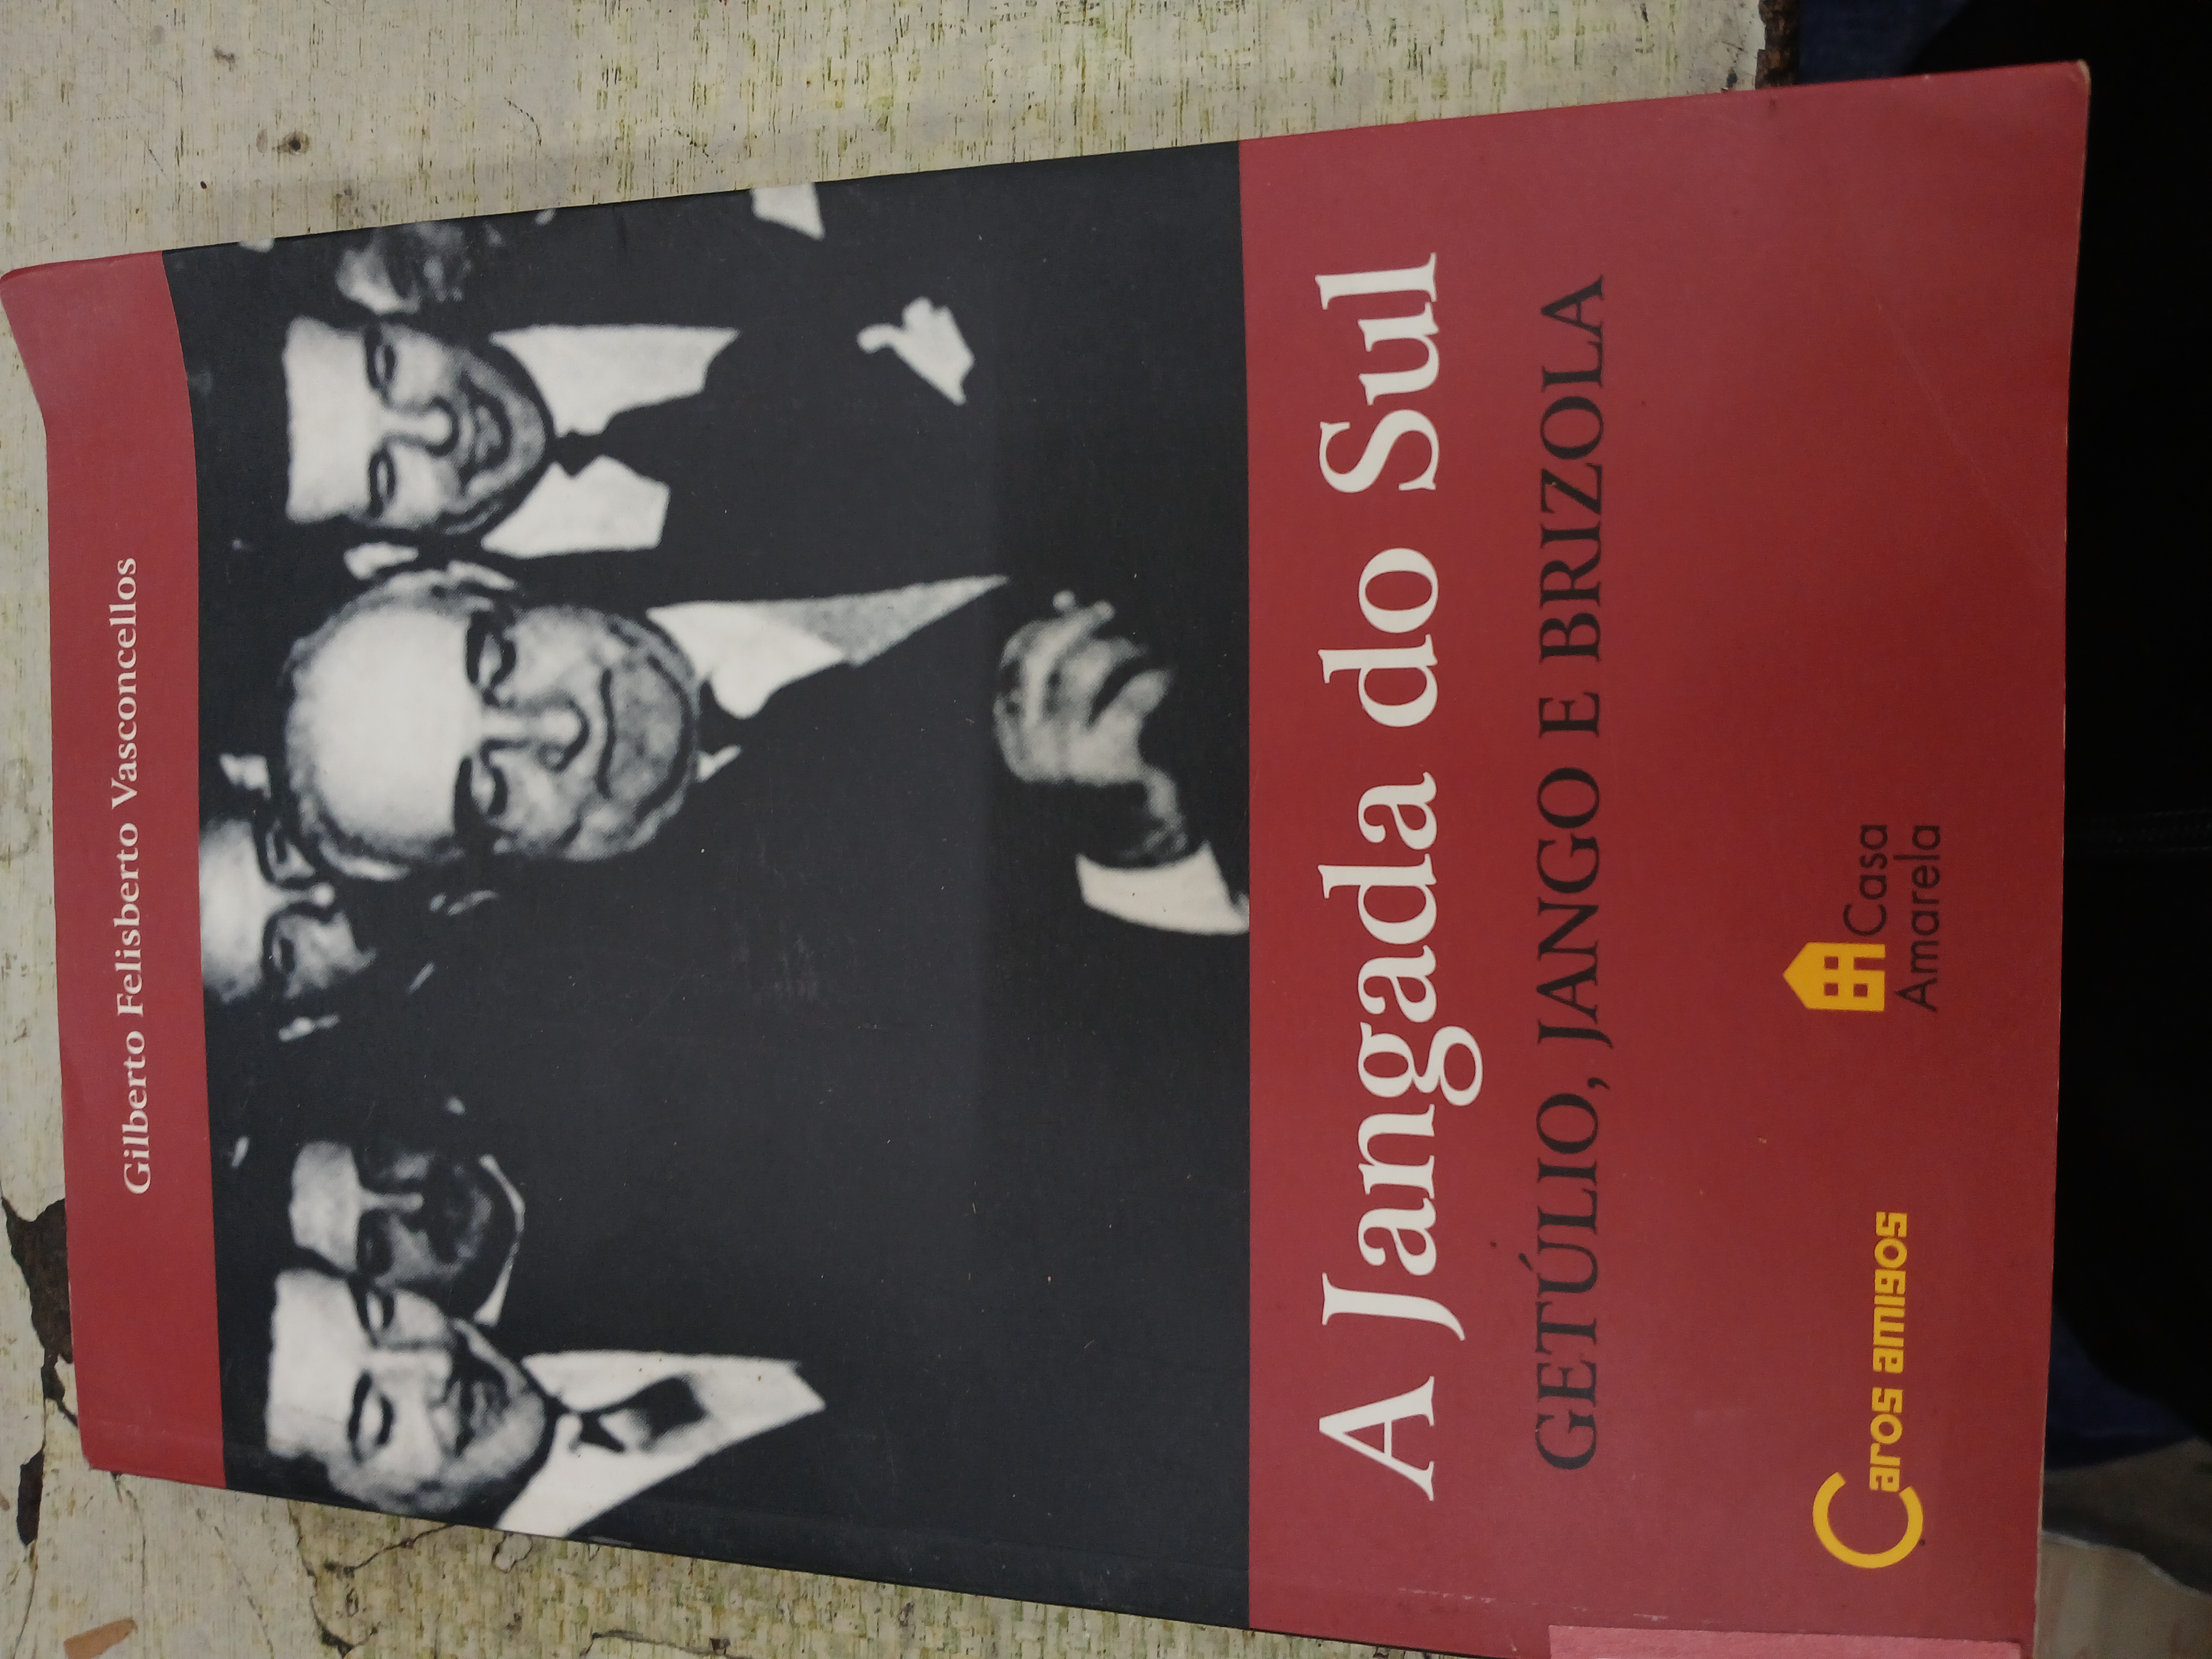 Gilberto Felisberto Vasconcellos
A Jangada do Sul
GETÚLIO, JANGO E BRIZOLA
Caros amigos
Casa
Amarela